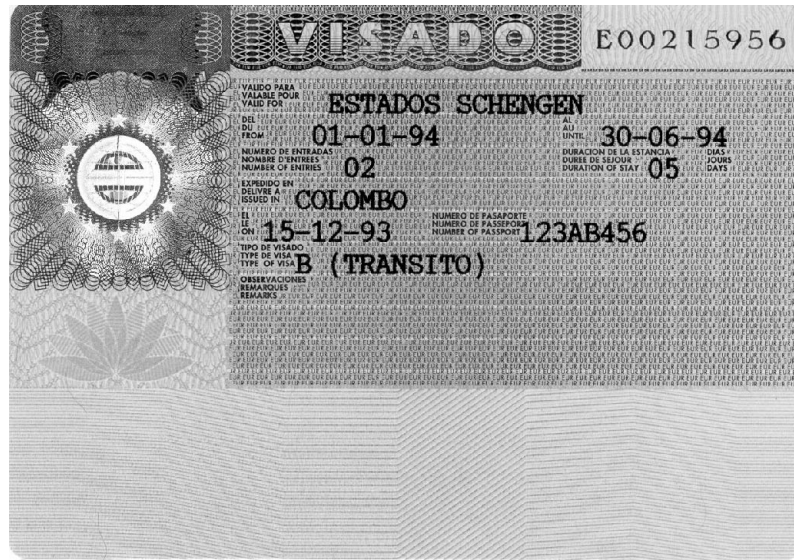 VISADO E00215956
VALIDO PARA
VALABLE POUR
VALID FOR
ESTADOS SCHENGEN
DEL
DU
FROM
01-01-94
AL
AU
UNTIL
30-06-94
NUMERO DE ENTRADAS
NOMBRE D'ENTREES
NUMBER OF ENTRIES
02
DURACION DE LA ESTANCIA
DUREE DE SEJOUR
DURATION OF STAY
05
DIAS
JOURS
DAYS
EXPEDIDO EN
DELIVRE A
ISSUED IN
COLOMBO
EL
LE
ON
15-12-93
NUMERO DE PASAPORTE
NUMERO DE PASSEPORT
NUMBER OF PASSPORT
123AB456
TIPO DE VISADO
TYPE DE VISA
TYPE OF VISA
B (TRANSITO)
OBSERVACIONES
REMARQUES
REMARKS